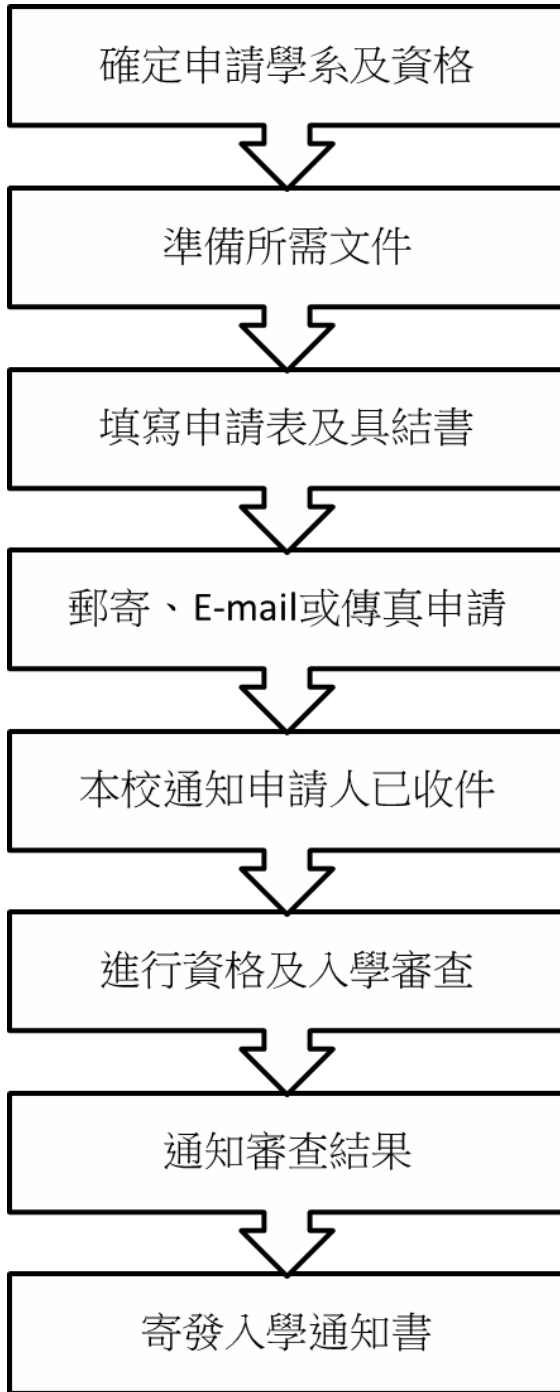 確定申請學系及資格
準備所需文件
填寫申請表及具結書
郵寄、E-mail或傳真申請
本校通知申請人已收件
進行資格及入學審查
通知審查結果
寄發入學通知書